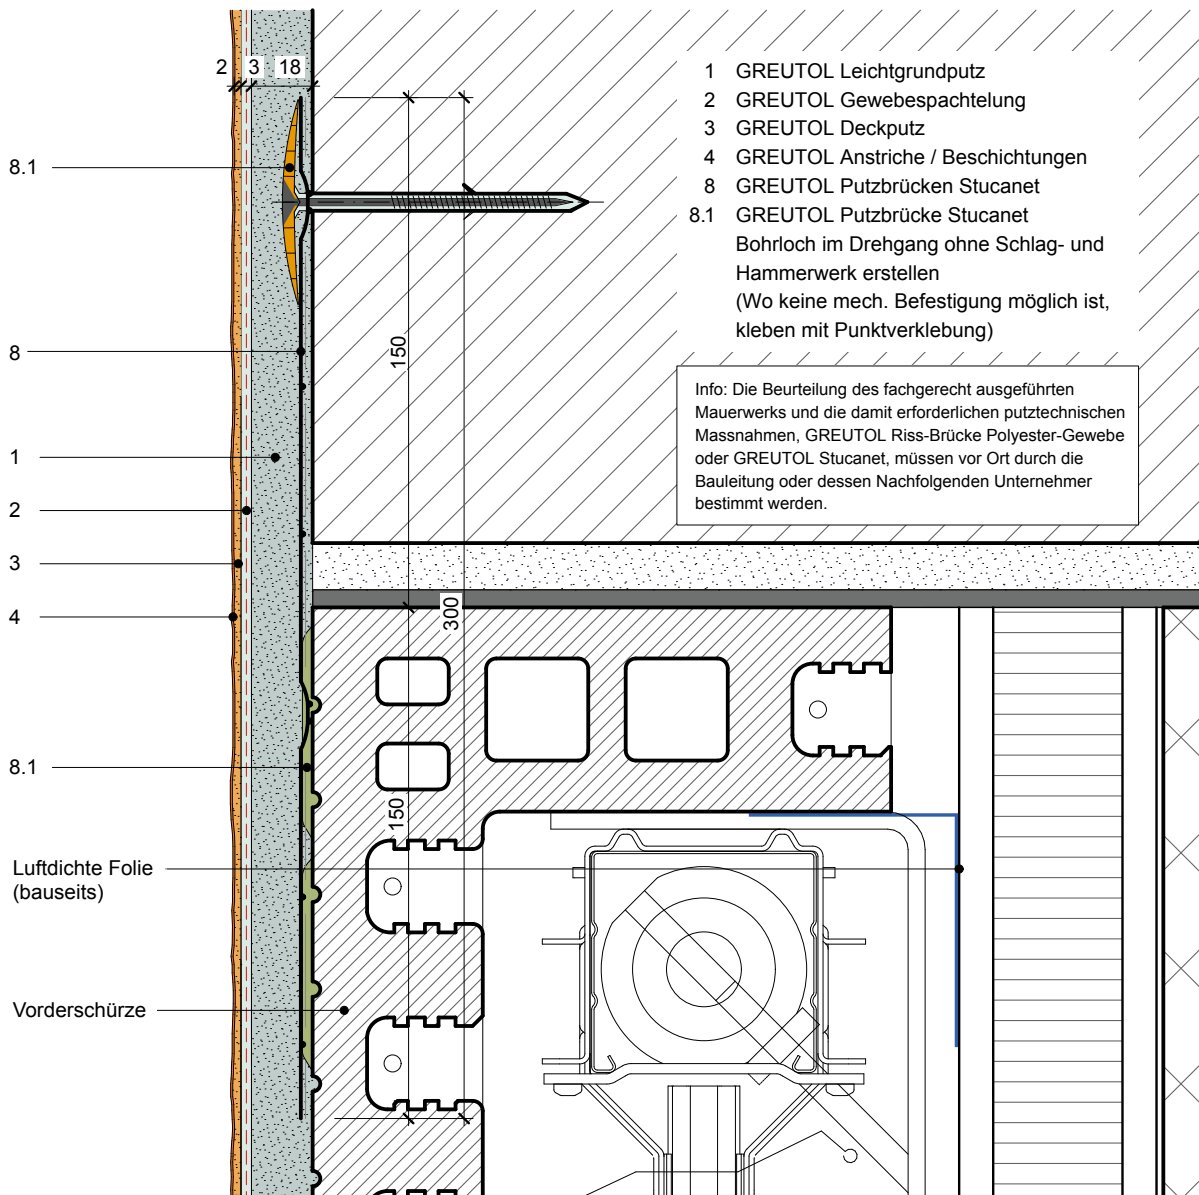 2 3 18
1 GREUTOL Leichtgrundputz
2 GREUTOL Gewebespachtelung
3 GREUTOL Deckputz
4 GREUTOL Anstriche / Beschichtungen
8 GREUTOL Putzbrücken Stucanet
8.1 GREUTOL Putzbrücke Stucanet
Bohrloch im Drehgang ohne Schlag- und
Hammerwerk erstellen
(Wo keine mech. Befestigung möglich ist,
kleben mit Punktverklebung)
Info: Die Beurteilung des fachgerecht ausgeführten
Mauerwerks und die damit erforderlichen putztechnischen
Massnahmen, GREUTOL Riss-Brücke Polyester-Gewebe
oder GREUTOL Stucanet, müssen vor Ort durch die
Bauleitung oder dessen Nachfolgenden Unternehmer
bestimmt werden.
8.1
8
1
2
3
4
8.1
Luftdichte Folie
(bauseits)
Vorderschürze
150
300
150